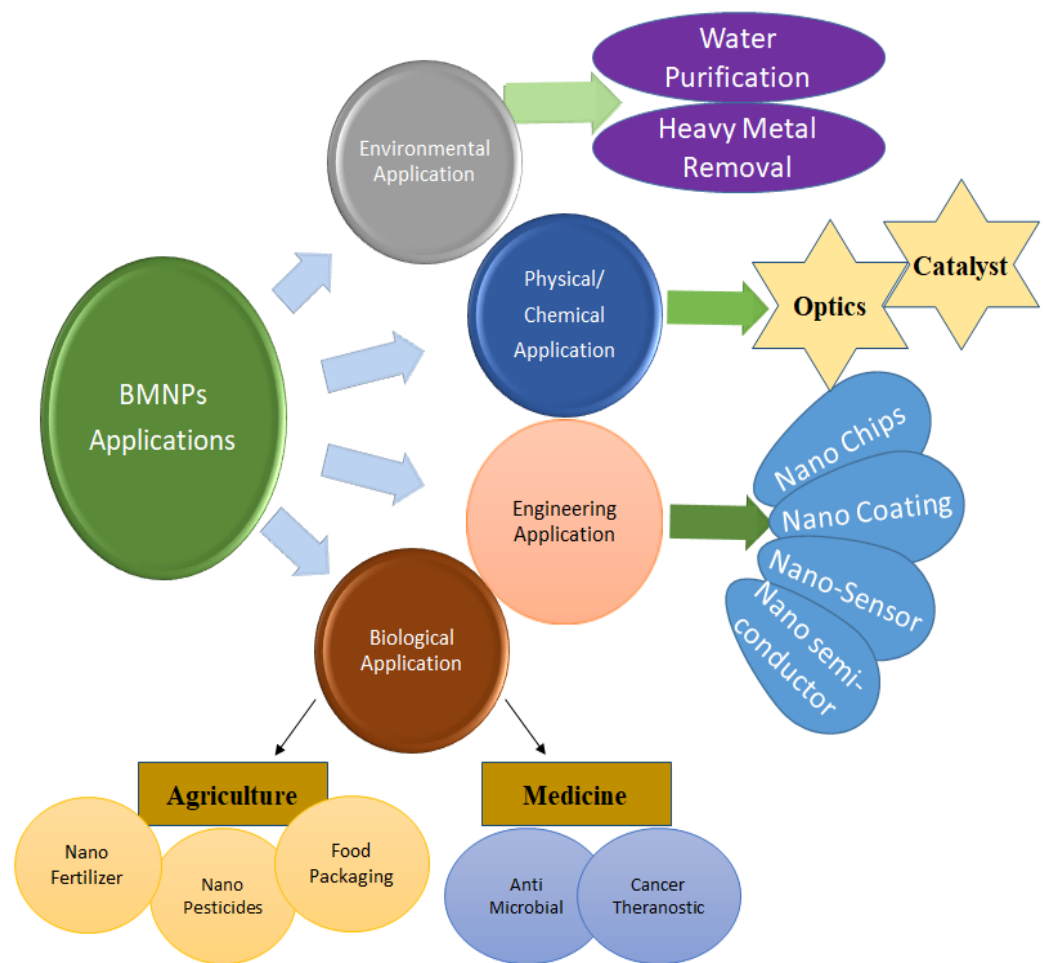 Water
Purification
Heavy Metal
Removal
Environmental
Application
Physical/
Chemical
Application
Optics
Catalyst
BMNPs
Applications
Engineering
Application
Nano Chips
Nano Coating
Nano-Sensor
Nano semi-
conductor
Biological
Application
Agriculture
Medicine
Nano
Fertilizer
Nano
Pesticides
Food
Packaging
Anti
Microbial
Cancer
Theranostic